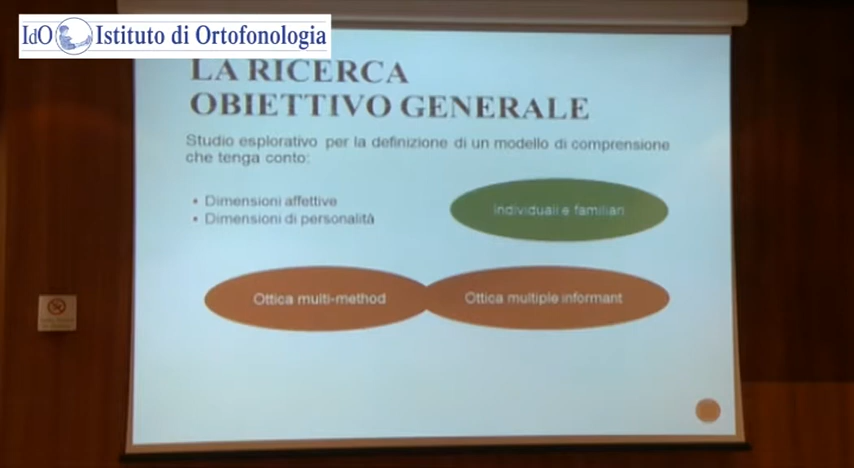 IdO Istituto di Ortofonologia
LA RICERCA
OBIETTIVO GENERALE
Studio esplorativo per la definizione di un modello di comprensione
che tenga conto:
• Dimensioni affettive
• Dimensioni di personalità
Individuali e familiari
Ottica multi-method
Ottica multiple informant